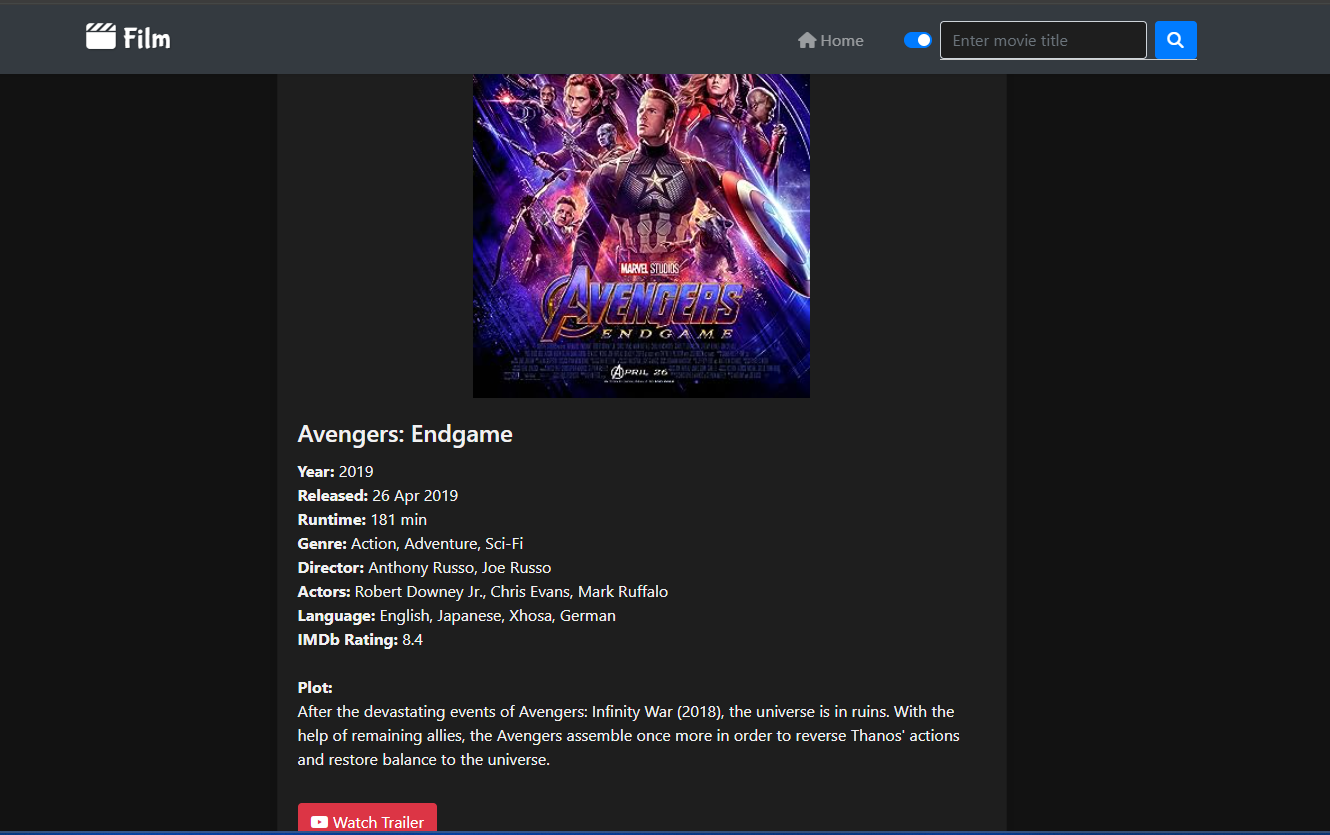 Film
Home
Enter movie title
MARVEL STUDIOS
AVENGERS
ENDGAME
APRIL 26
Avengers: Endgame
Year: 2019
Released: 26 Apr 2019
Runtime: 181 min
Genre: Action, Adventure, Sci-Fi
Director: Anthony Russo, Joe Russo
Actors: Robert Downey Jr., Chris Evans, Mark Ruffalo
Language: English, Japanese, Xhosa, German
IMDb Rating: 8.4
Plot:
After the devastating events of Avengers: Infinity War (2018), the universe is in ruins. With the
help of remaining allies, the Avengers assemble once more in order to reverse Thanos' actions
and restore balance to the universe.
Watch Trailer